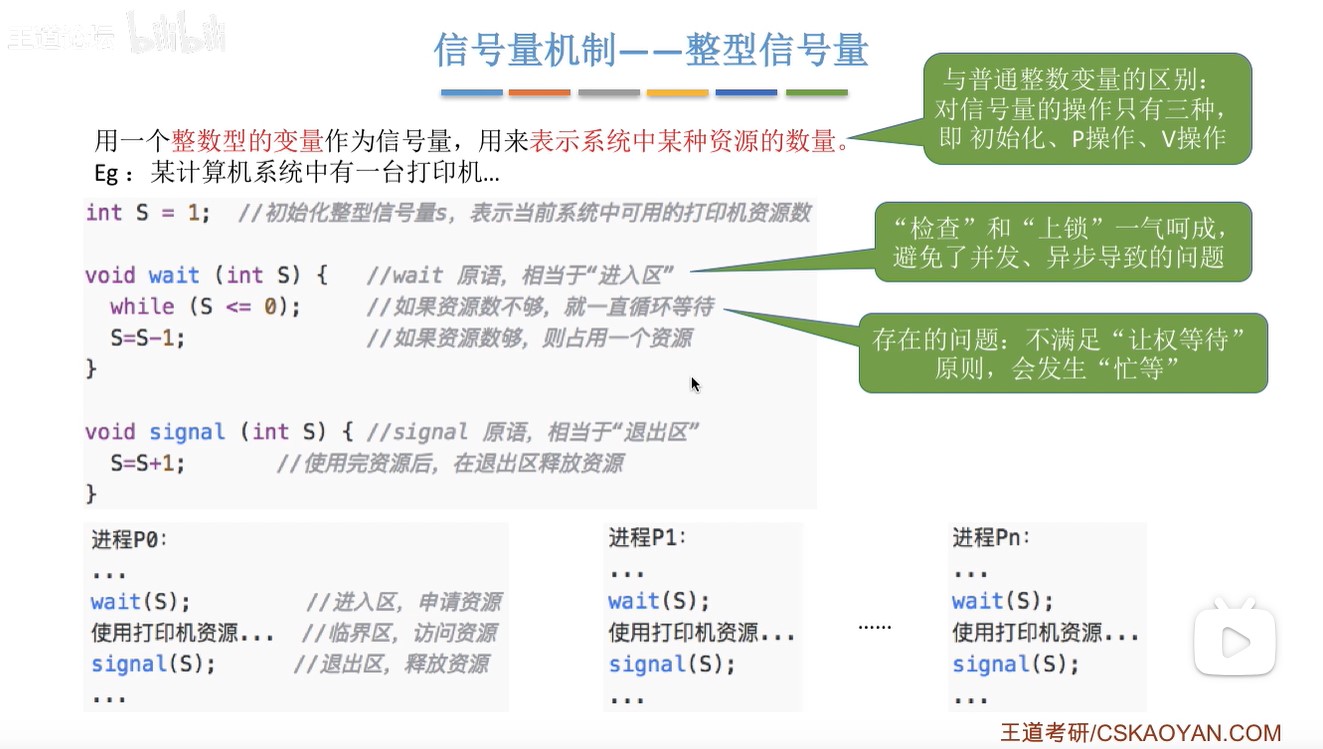 王道论坛 bilibili
信号量机制——整型信号量
与普通整数变量的区别：
对信号量的操作只有三种，
即 初始化、P操作、V操作
用一个整数型的变量作为信号量，用来表示系统中某种资源的数量。
Eg：某计算机系统中有一台打印机...
int S = 1;  //初始化整型信号量s，表示当前系统中可用的打印机资源数
“检查”和“上锁”一气呵成，
避免了并发、异步导致的问题
void wait (int S) {   //wait 原语，相当于“进入区”
while (S <= 0);     //如果资源数不够，就一直循环等待
S=S-1;              //如果资源数够，则占用一个资源
}
存在的问题：不满足“让权等待”
原则，会发生“忙等”
void signal (int S) { //signal 原语，相当于“退出区”
S=S+1;       //使用完资源后，在退出区释放资源
}
进程P0：
...
wait(S);         //进入区，申请资源
使用打印机资源...  //临界区，访问资源
signal(S);      //退出区，释放资源
...
进程P1：
...
wait(S);
使用打印机资源...
signal(S);
...
......
进程Pn：
...
wait(S);
使用打印机资源...
signal(S);
...
王道考研/CSKAOYAN.COM